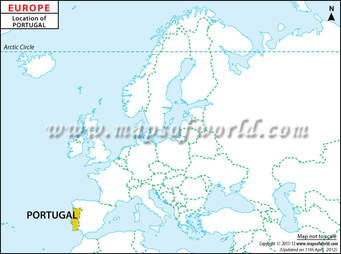 EUROPE
Location of
PORTUGAL
N
Arctic Circle
www.mapsofworld.com
PORTUGAL
Map not to scale
Copyright © 2011-12 www.mapsofworld.com
(Updated on 11th April, 2012)